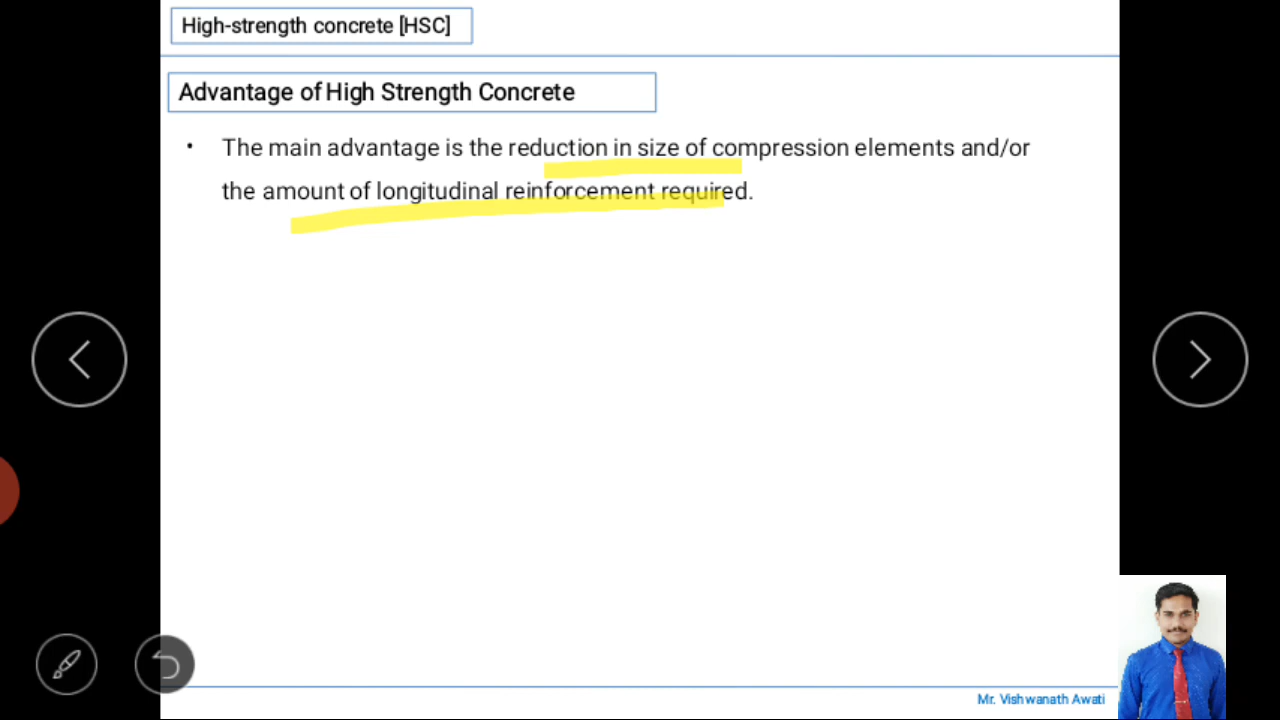 High-strength concrete [HSC]
Advantage of High Strength Concrete
• The main advantage is the reduction in size of compression elements and/or
the amount of longitudinal reinforcement required.
Mr. Vishwanath Awati